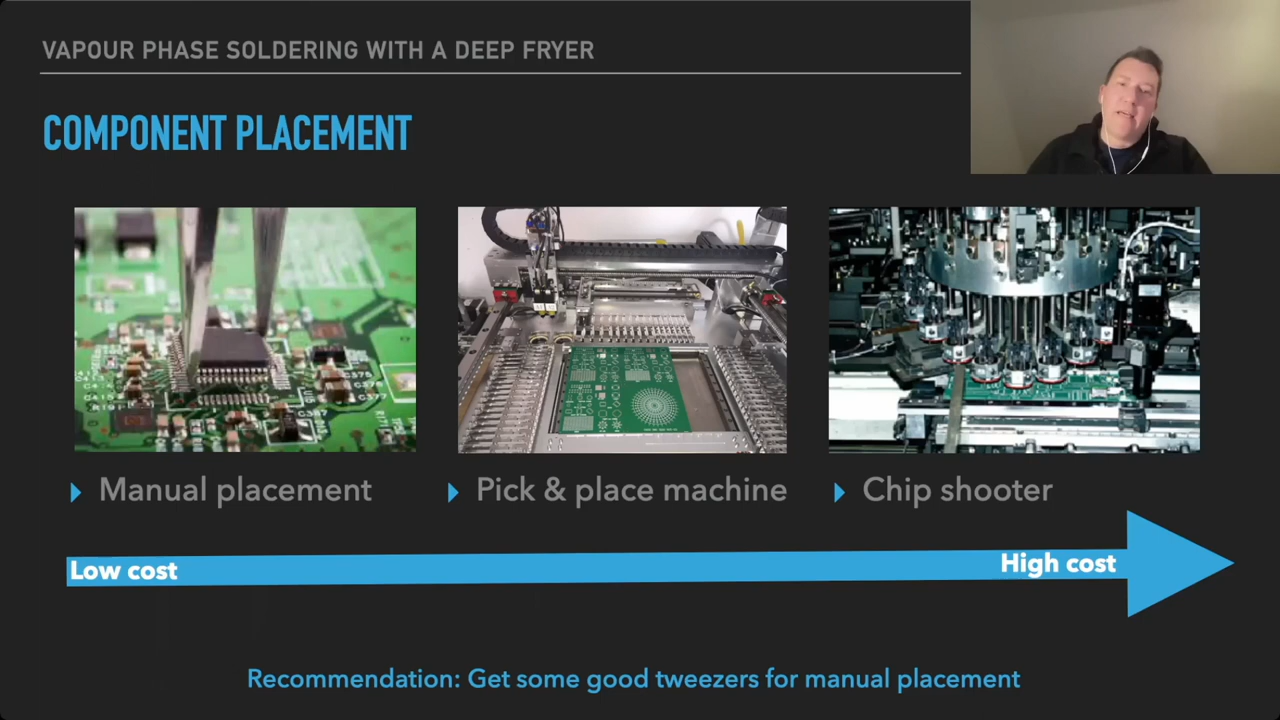 VAPOUR PHASE SOLDERING WITH A DEEP FRYER
COMPONENT PLACEMENT
Manual placement
Pick & place machine
Chip shooter
Low cost
High cost
Recommendation: Get some good tweezers for manual placement